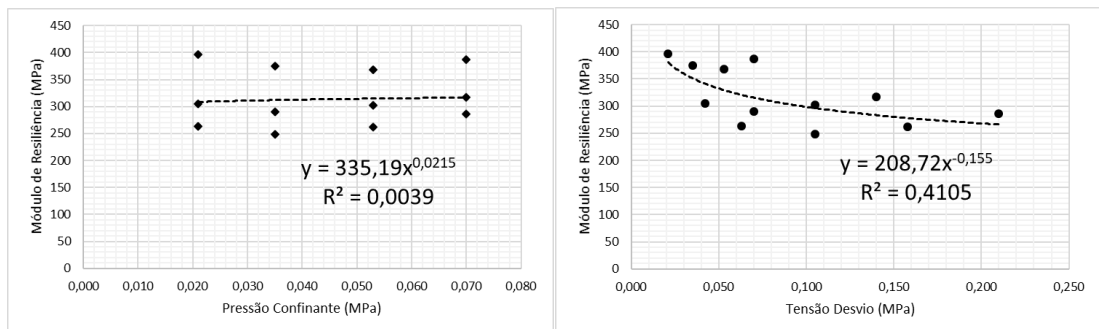 Módulo de Resiliência (MPa)
450
400
350
300
250
200
150
100
50
0
y = 335,19x^0,0215
R² = 0,0039
0,000 0,010 0,020 0,030 0,040 0,050 0,060 0,070 0,080
Pressão Confinante (MPa)
Módulo de Resiliência (MPa)
450
400
350
300
250
200
150
100
50
0
y = 208,72x^-0,155
R² = 0,4105
0,000 0,050 0,100 0,150 0,200 0,250
Tensão Desvio (MPa)